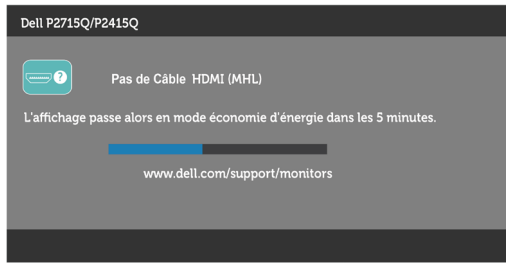 Dell P2715Q/P2415Q
?
Pas de Câble HDMI (MHL)
L'affichage passe alors en mode économie d'énergie dans les 5 minutes.
www.dell.com/support/monitors